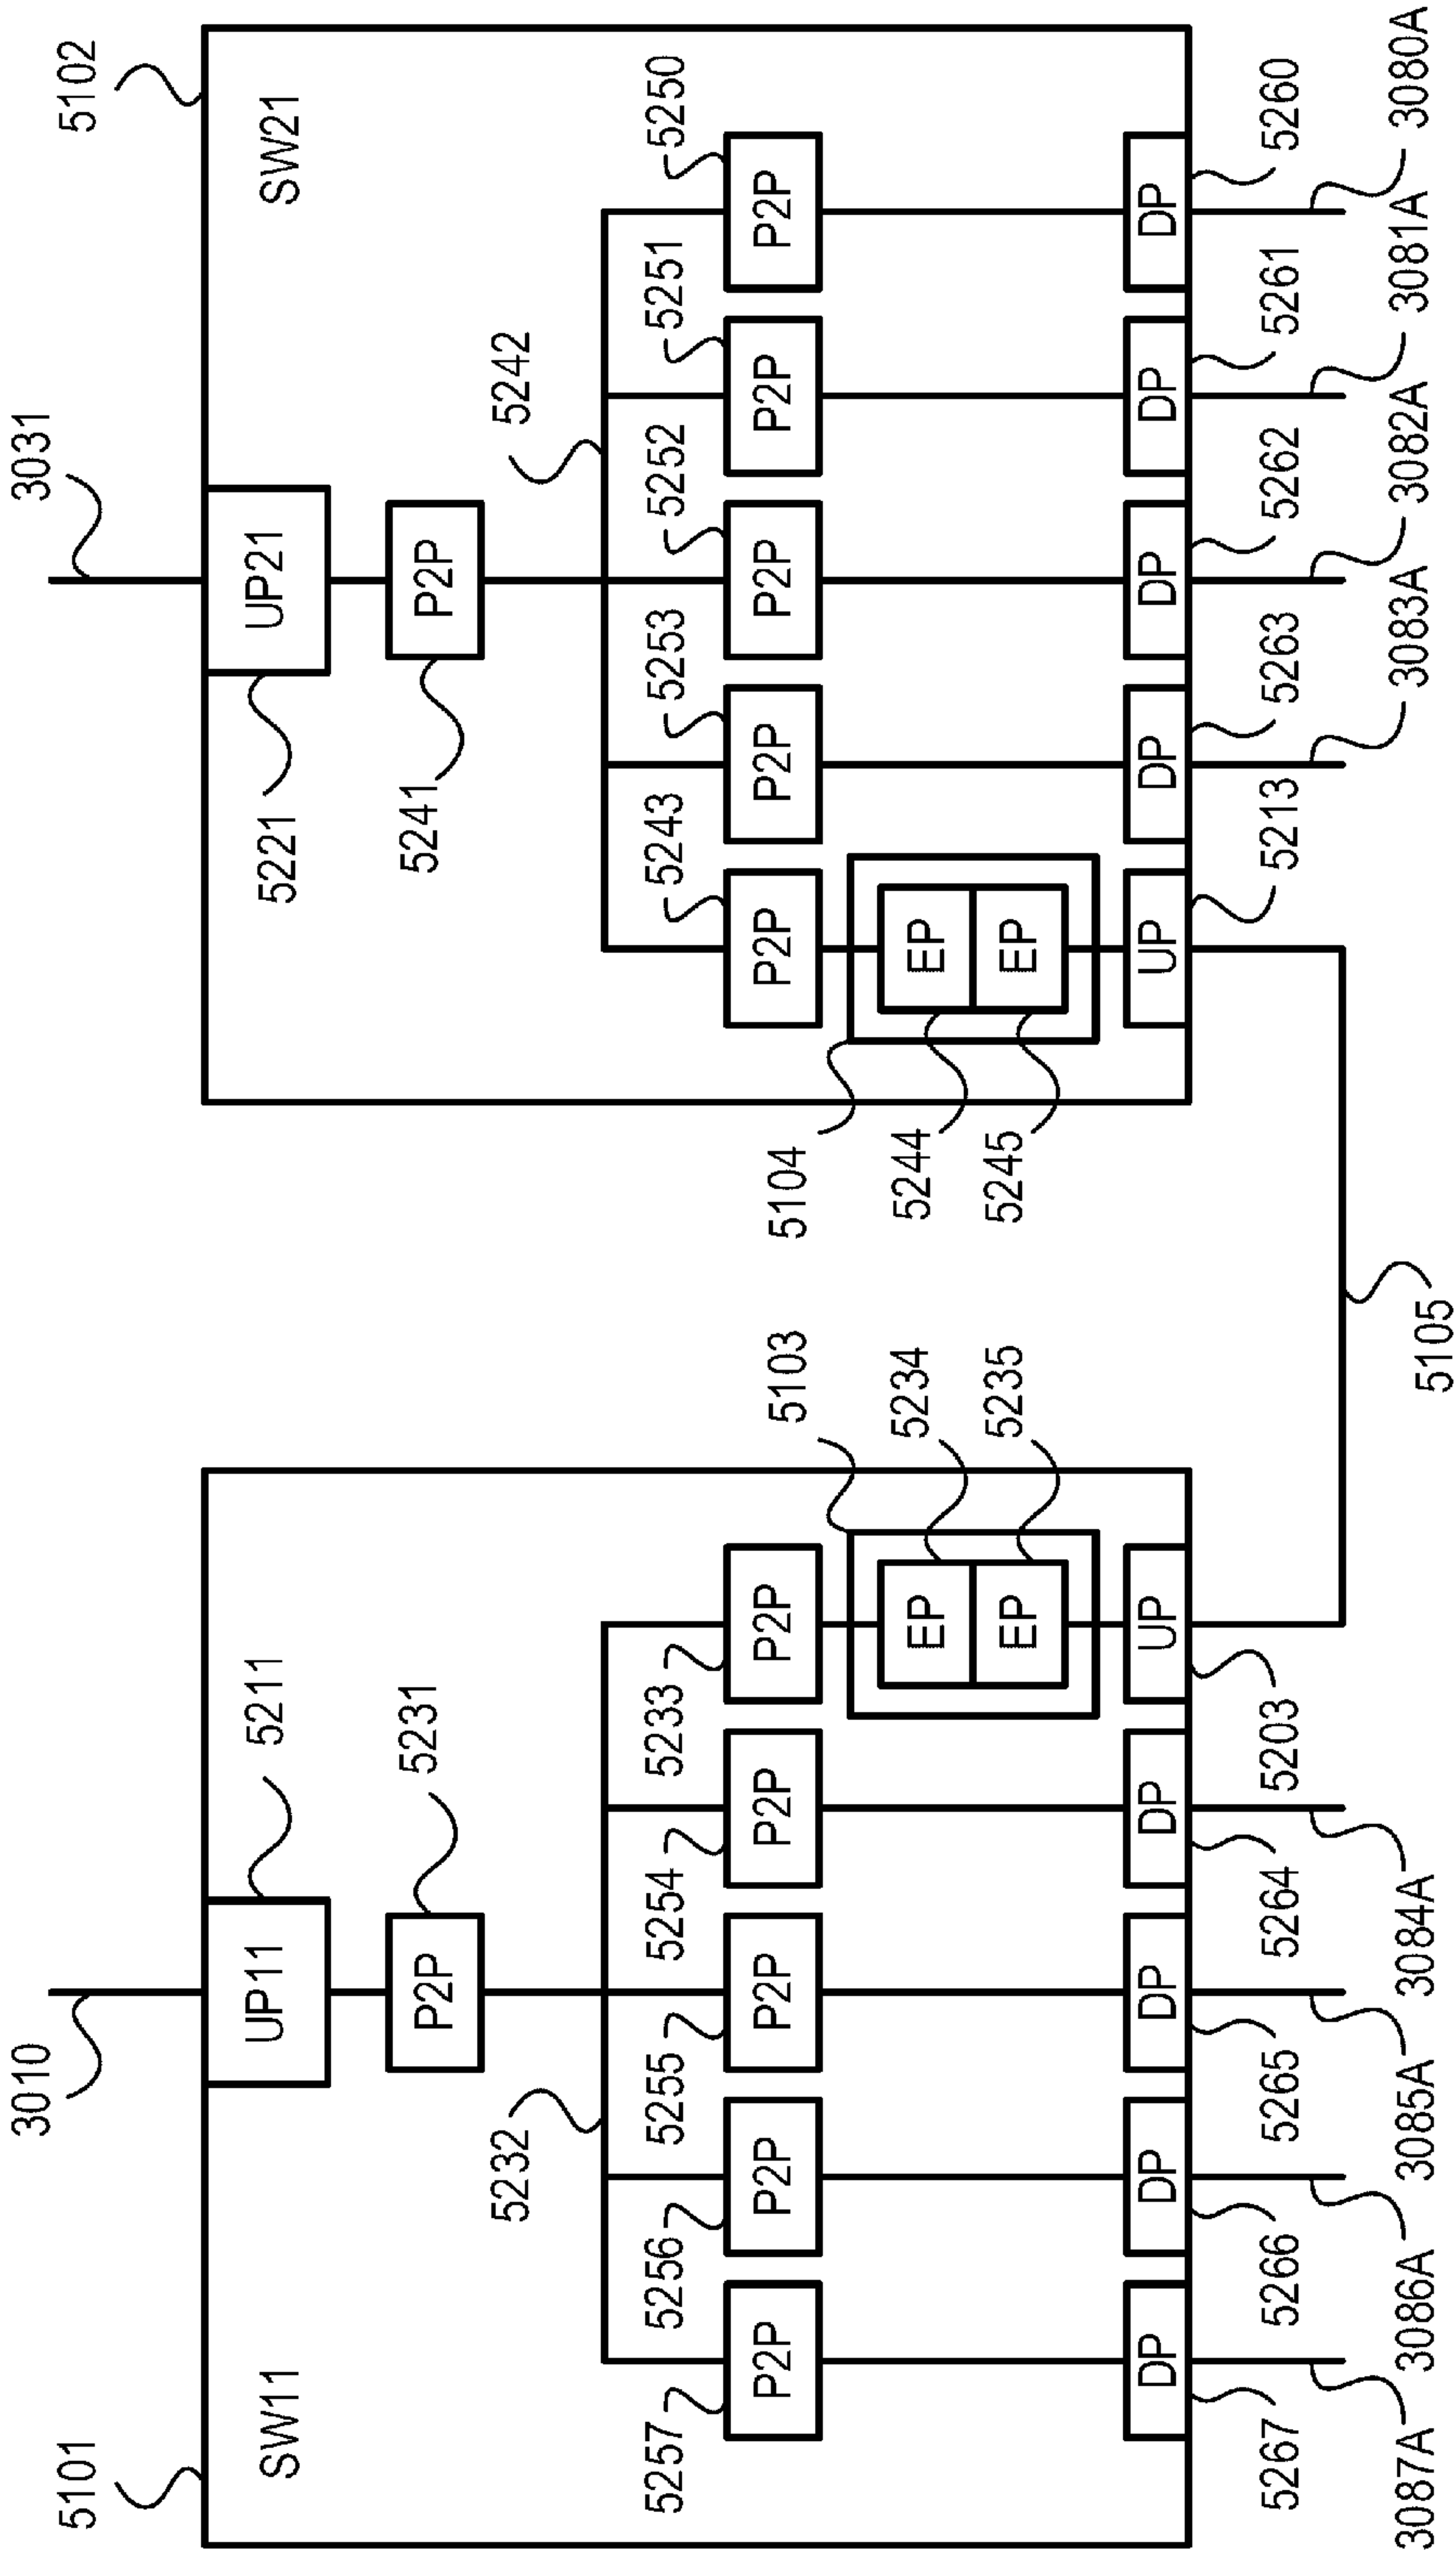 3010
3031
5101
5102
SW11
UP11
5211
5221
UP21
SW21
P2P
5231
5241
P2P
5232
5242
5257
5256
5255
5254
5233
5243
5253
5252
5251
5250
P2P
P2P
P2P
P2P
P2P
5103
5104
P2P
P2P
P2P
P2P
P2P
EP
5234
5244
EP
EP
5235
5245
EP
DP
DP
DP
DP
UP
UP
DP
DP
DP
DP
5267
5266
5265
5264
5203
5213
5263
5262
5261
5260
3087A
3086A
3085A
3084A
5105
3083A
3082A
3081A
3080A